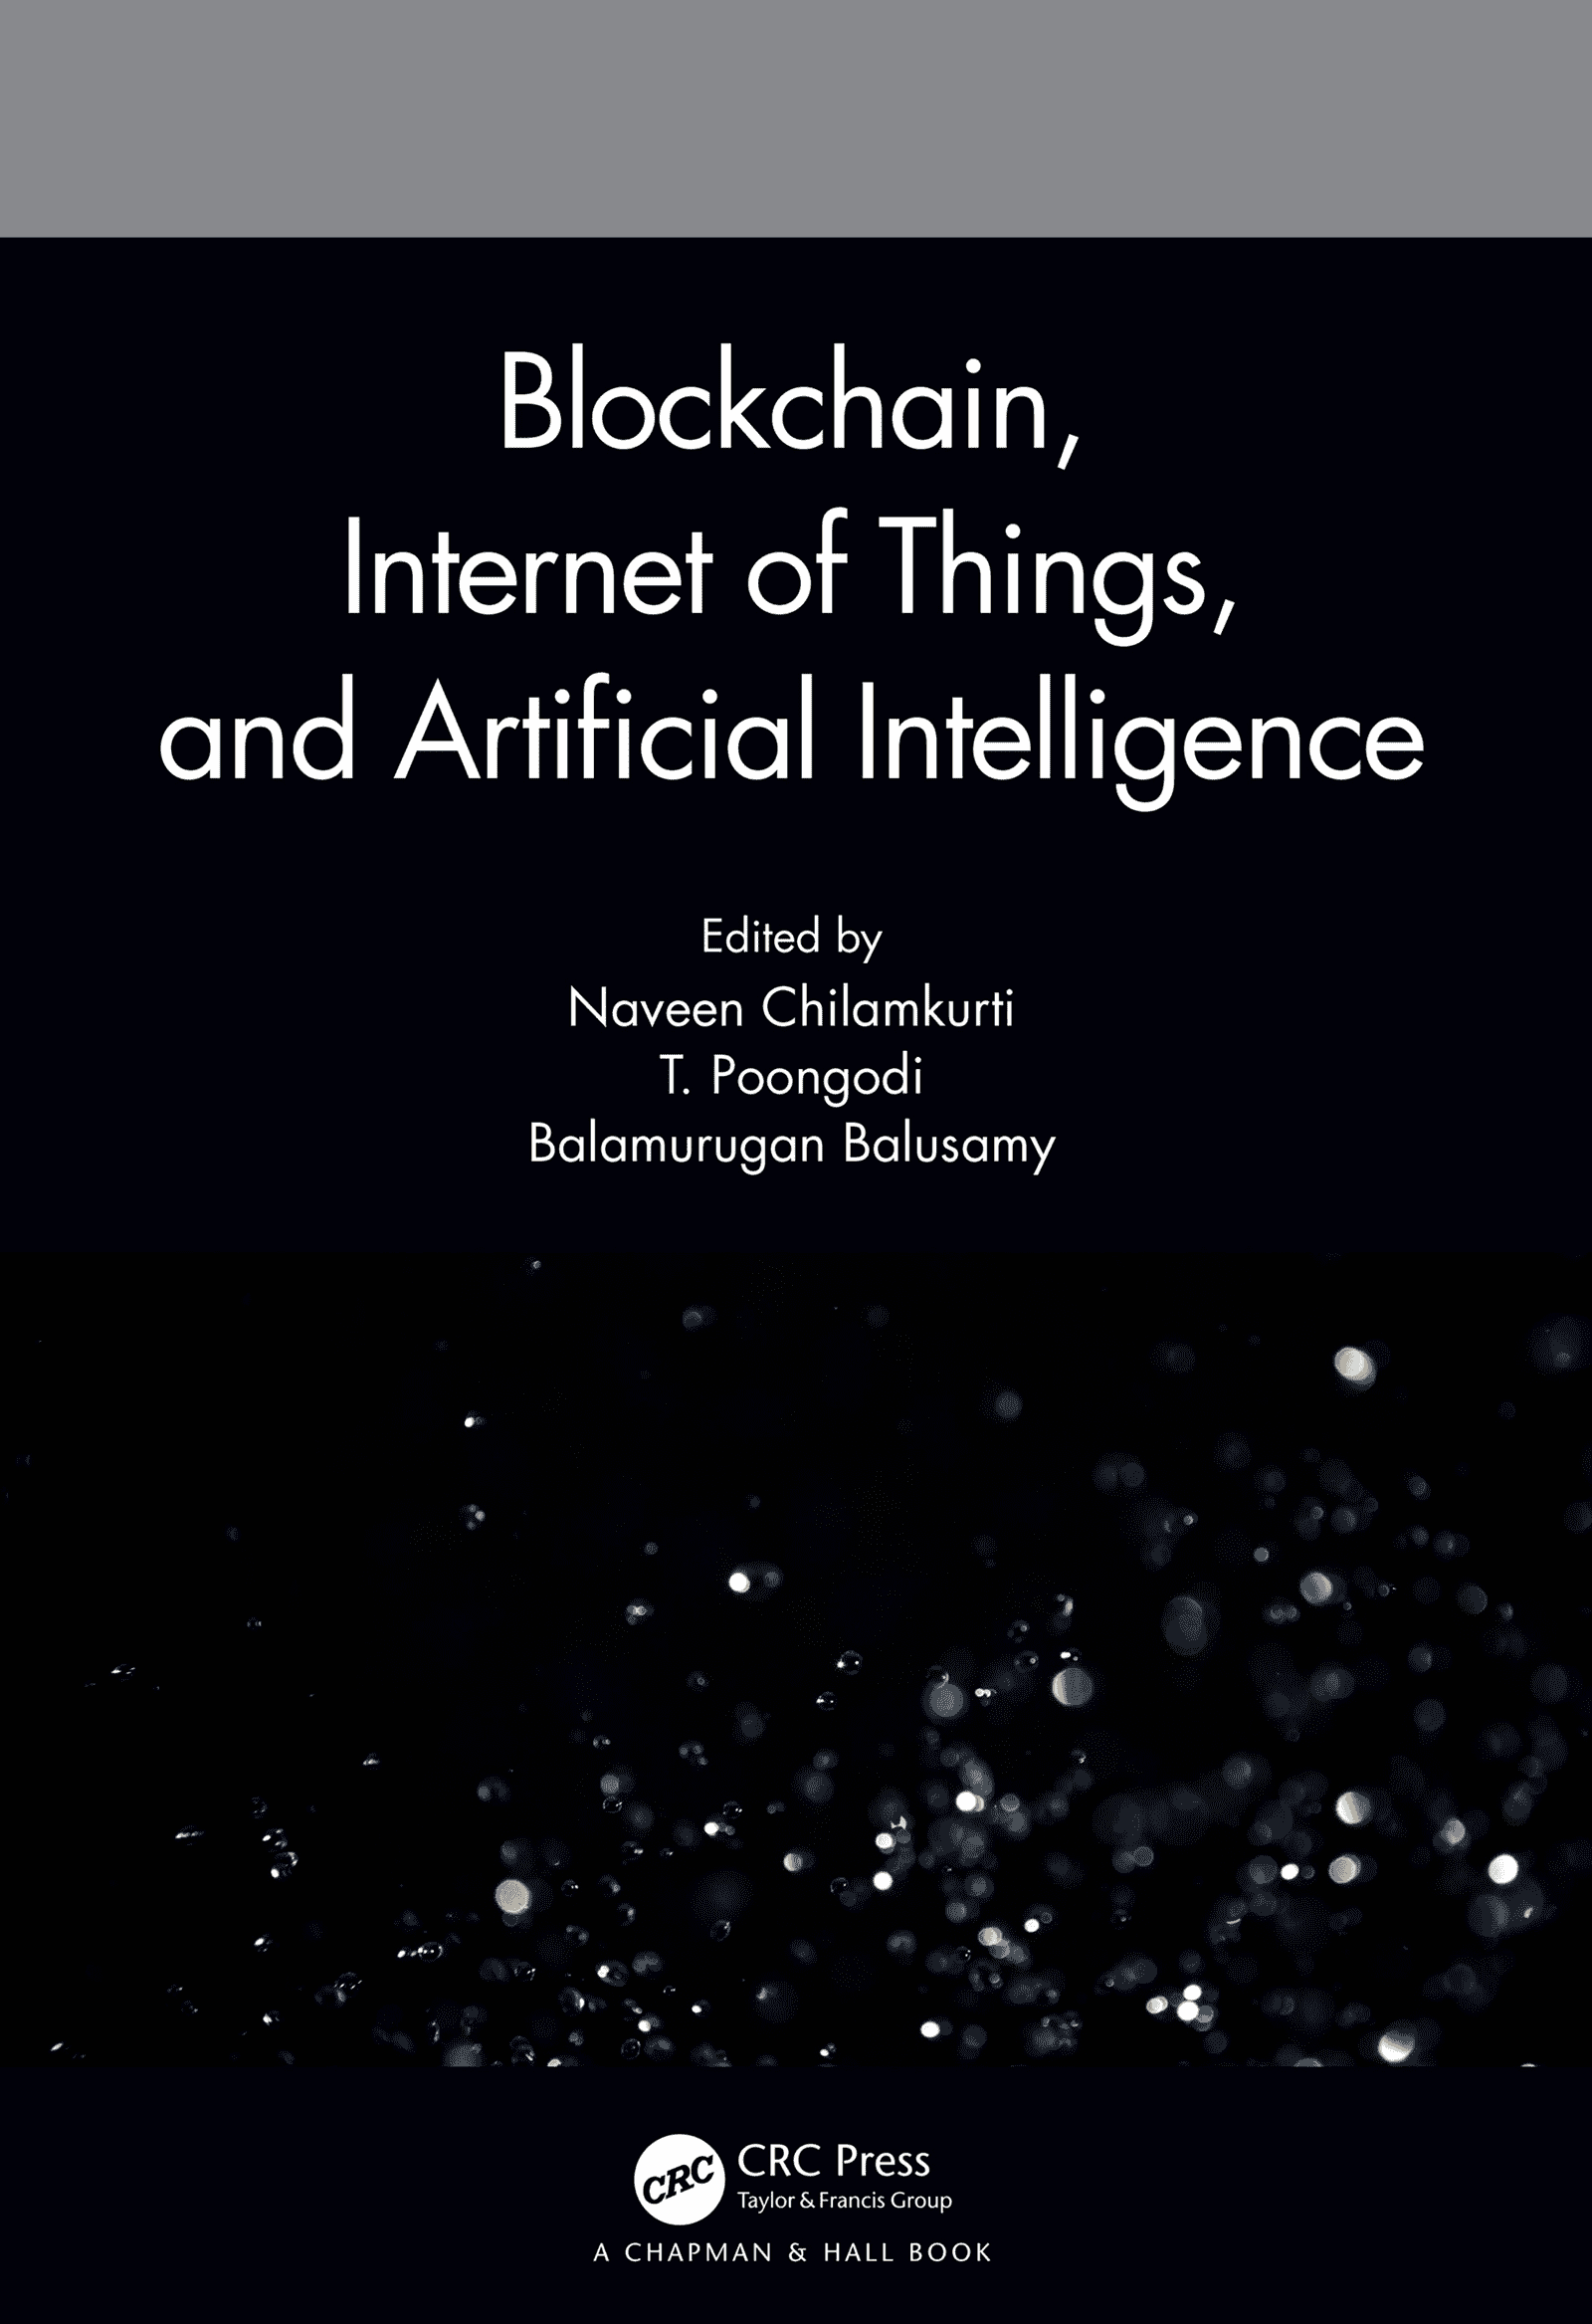 Blockchain,
Internet of Things,
and Artificial Intelligence
Edited by
Naveen Chilamkurti
T. Poongodi
Balamurugan Balusamy
CRC
CRC Press
Taylor & Francis Group
A CHAPMAN & HALL BOOK